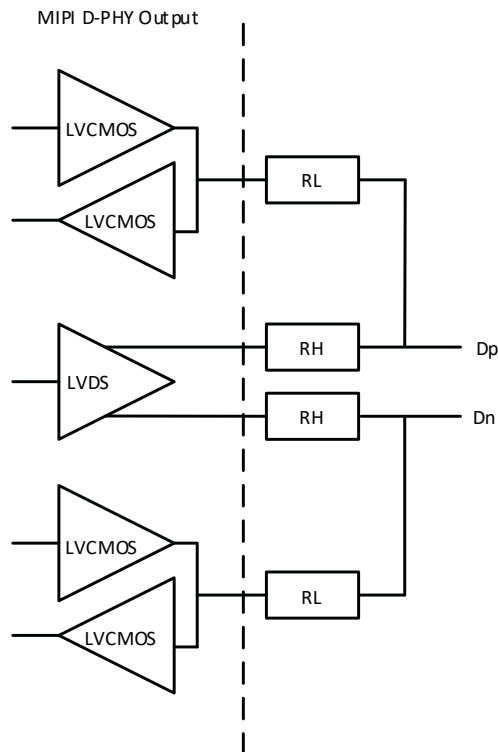 MIPI D-PHY Output
LVCMOS
RL
LVCMOS
RH
Dp
LVDS
RH
Dn
LVCMOS
RL
LVCMOS